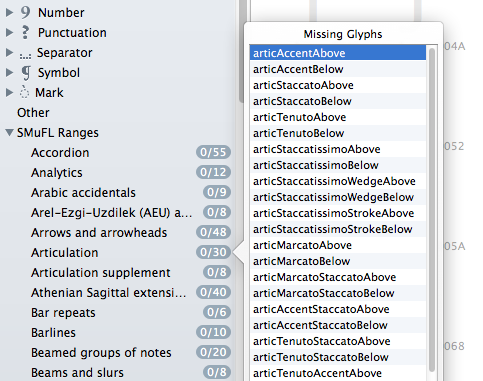 9 Number
Punctuation
Separator
¶ Symbol
Mark
Other
SMuFL Ranges
Accordion 0/55
Analytics 0/12
Arabic accidentals 0/9
Arel-Ezgi-Uzdilek (AEU) a... 0/8
Arrows and arrowheads 0/48
Articulation 0/30
Articulation supplement 0/8
Athenian Sagittal extensi... 0/40
Bar repeats 0/6
Barlines 0/10
Beamed groups of notes 0/20
Beams and slurs 0/8
Missing Glyphs
articAccentAbove
articAccentBelow
articStaccatoAbove
articStaccatoBelow
articTenutoAbove
articTenutoBelow
articStaccatissimoAbove
articStaccatissimoBelow
articStaccatissimoWedgeAbove
articStaccatissimoWedgeBelow
articStaccatissimoStrokeAbove
articStaccatissimoStrokeBelow
articMarcatoAbove
articMarcatoBelow
articMarcatoStaccatoAbove
articMarcatoStaccatoBelow
articAccentStaccatoAbove
articAccentStaccatoBelow
articTenutoStaccatoAbove
articTenutoStaccatoBelow
articTenutoAccentAbove
04A
052
05A
068